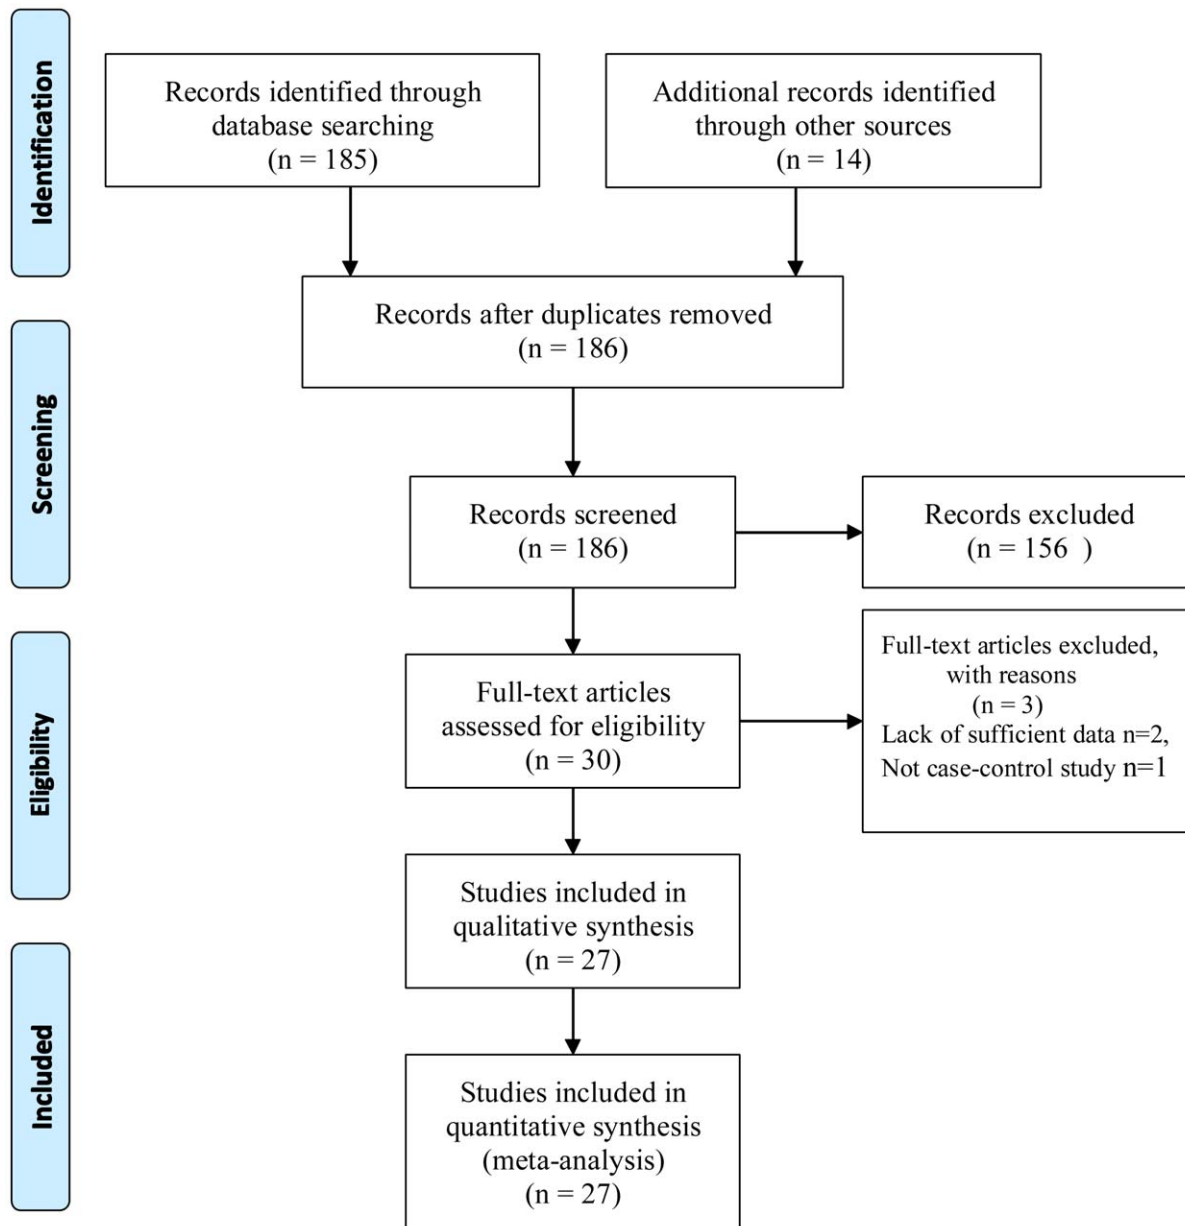 Identification
Records identified through
database searching
(n = 185)
Additional records identified
through other sources
(n = 14)
Records after duplicates removed
(n = 186)
Screening
Records screened
(n = 186)
Records excluded
(n = 156  )
Eligibility
Full-text articles
assessed for eligibility
(n = 30)
Full-text articles excluded,
with reasons
(n = 3)
Lack of sufficient data n=2,
Not case-control study n=1
Studies included in
qualitative synthesis
(n = 27)
Included
Studies included in
quantitative synthesis
(meta-analysis)
(n = 27)